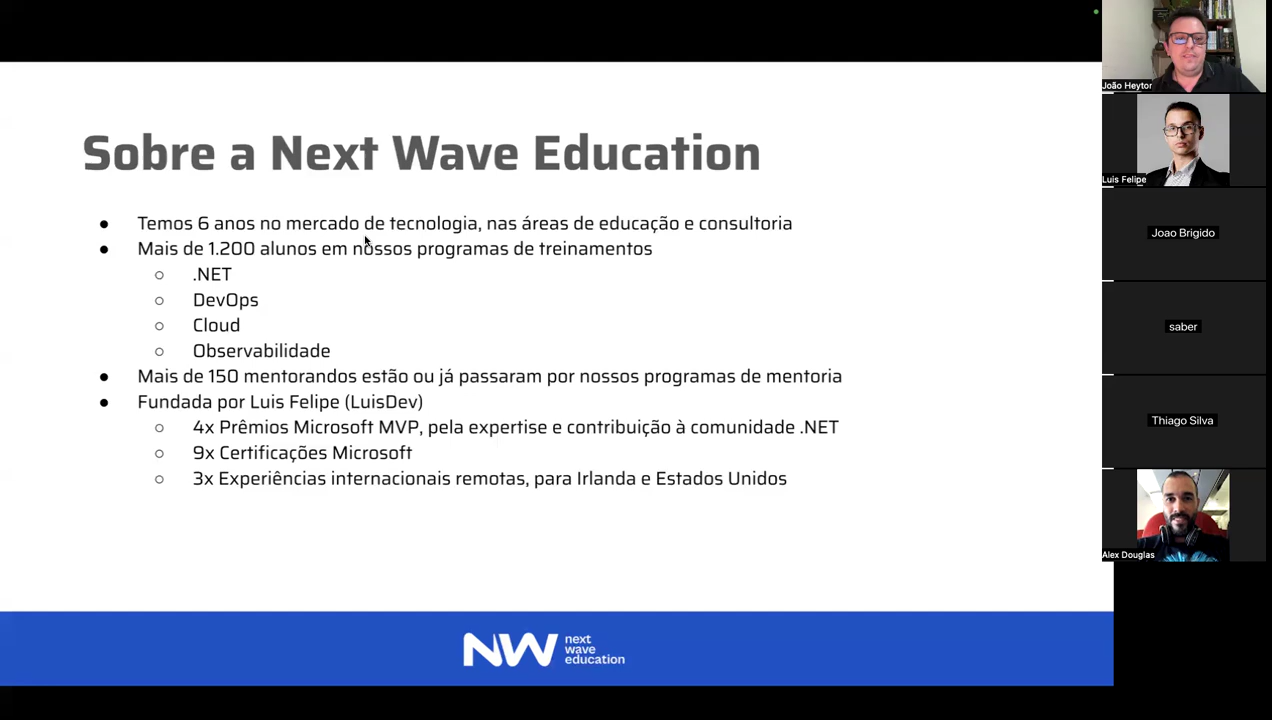 Sobre a Next Wave Education
● Temos 6 anos no mercado de tecnologia, nas áreas de educação e consultoria
● Mais de 1.200 alunos em nossos programas de treinamentos
○ .NET
○ DevOps
○ Cloud
○ Observabilidade
● Mais de 150 mentorandos estão ou já passaram por nossos programas de mentoria
● Fundada por Luis Felipe (LuisDev)
○ 4x Prêmios Microsoft MVP, pela expertise e contribuição à comunidade .NET
○ 9x Certificações Microsoft
○ 3x Experiências internacionais remotas, para Irlanda e Estados Unidos
NW next
wave
education
João Heytor
Luis Felipe
Joao Brigido
saber
Thiago Silva
Alex Douglas